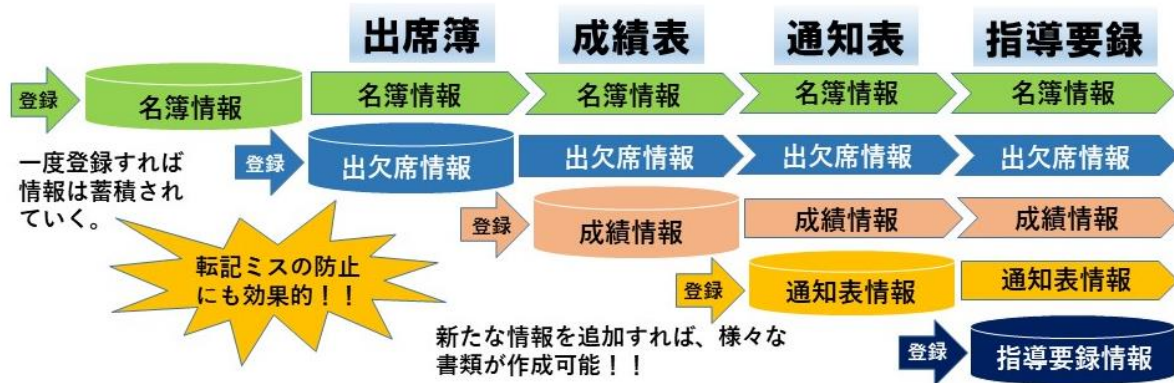 出席簿
成績表
通知表
指導要録
登録
名簿情報
名簿情報
名簿情報
名簿情報
名簿情報
一度登録すれば
情報は蓄積され
ていく。
登録
出欠席情報
出欠席情報
出欠席情報
出欠席情報
登録
成績情報
成績情報
成績情報
転記ミスの防止
にも効果的！！
登録
通知表情報
通知表情報
新たな情報を追加すれば、様々な
書類が作成可能！！
登録
指導要録情報